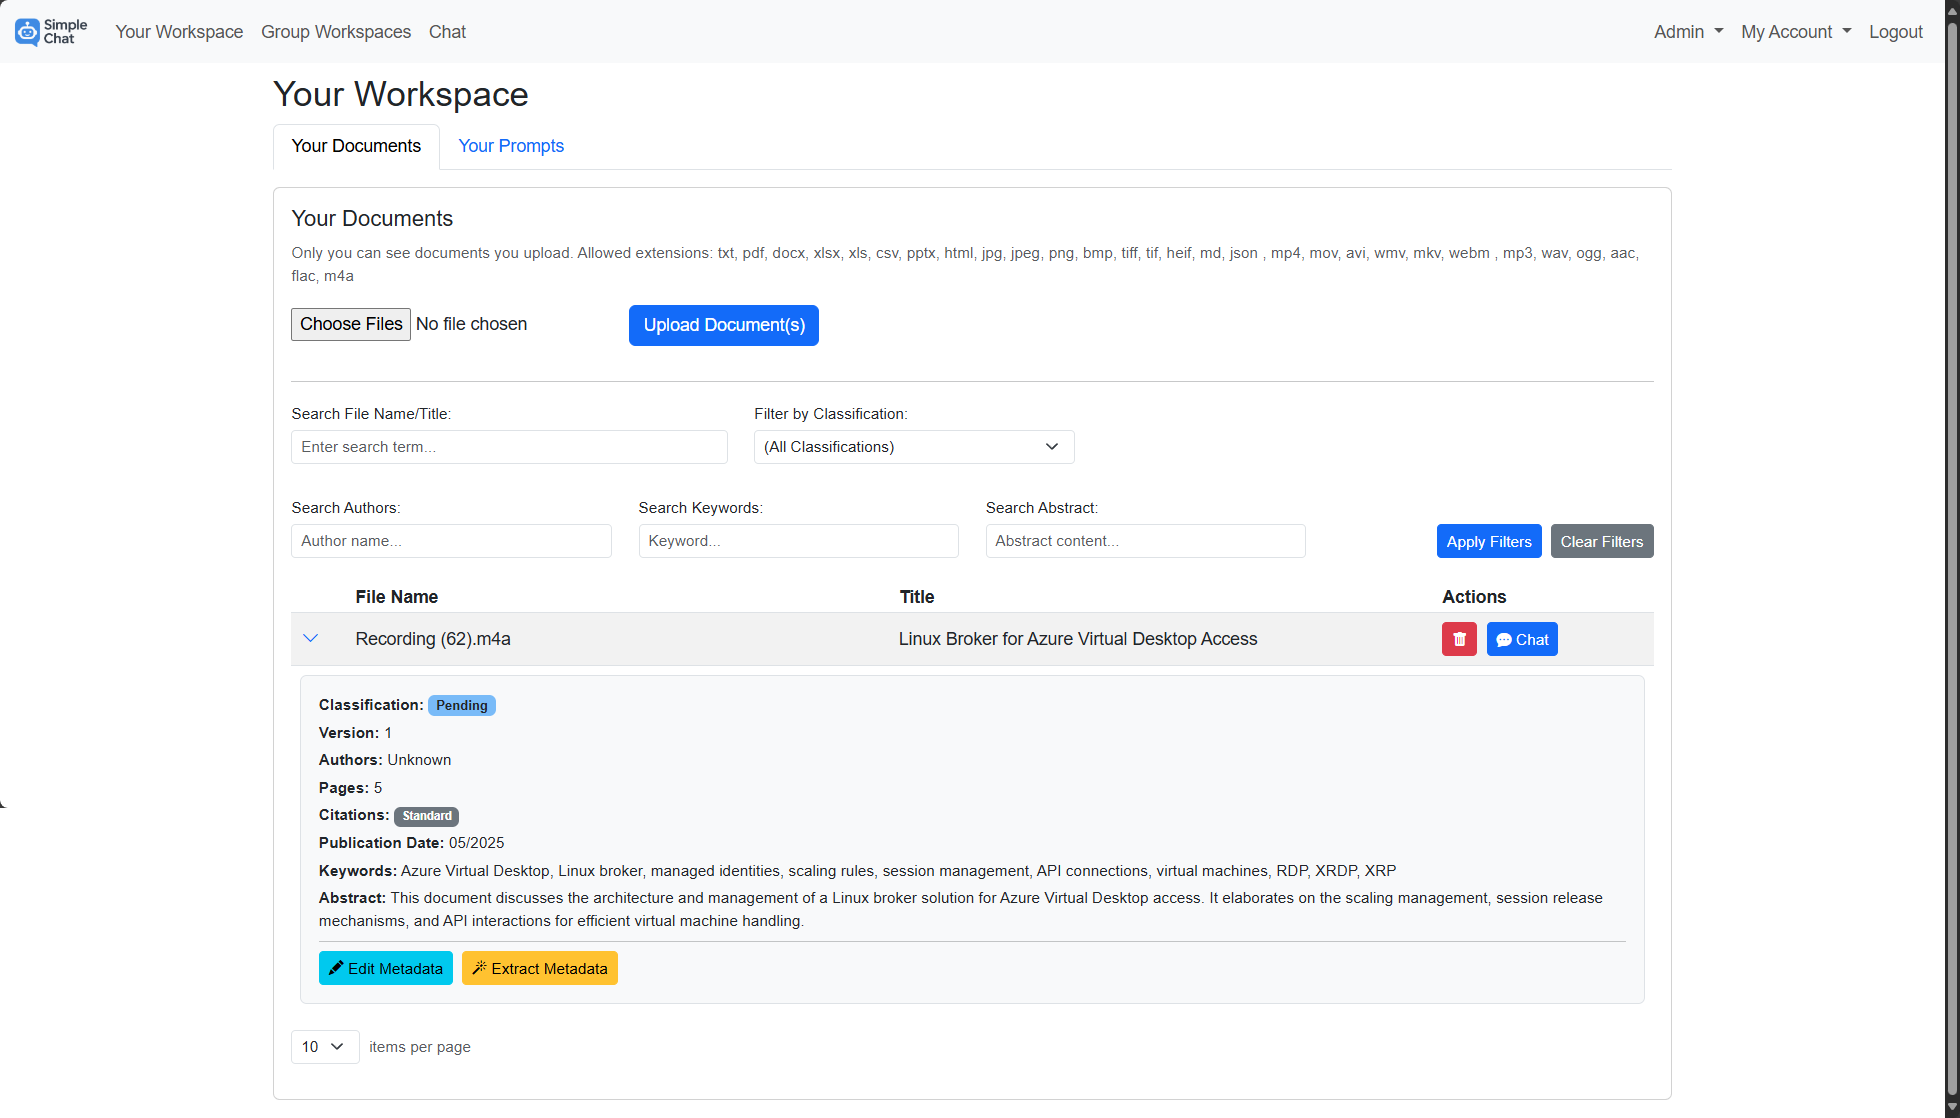 Simple Chat
Your Workspace
Group Workspaces
Chat
Admin
My Account
Logout
Your Workspace
Your Documents
Your Prompts
Your Documents
Only you can see documents you upload. Allowed extensions: txt, pdf, docx, xlsx, xls, csv, pptx, html, jpg, jpeg, png, bmp, tiff, tif, heif, md, json , mp4, mov, avi, wmv, mkv, webm , mp3, wav, ogg, aac,
flac, m4a
Choose Files No file chosen
Upload Document(s)
Search File Name/Title:
Filter by Classification:
Enter search term...
(All Classifications)
Search Authors:
Search Keywords:
Search Abstract:
Author name...
Keyword...
Abstract content...
Apply Filters
Clear Filters
File Name
Title
Actions
Recording (62).m4a
Linux Broker for Azure Virtual Desktop Access
Chat
Classification: Pending
Version: 1
Authors: Unknown
Pages: 5
Citations: Standard
Publication Date: 05/2025
Keywords: Azure Virtual Desktop, Linux broker, managed identities, scaling rules, session management, API connections, virtual machines, RDP, XRDP, XRP
Abstract: This document discusses the architecture and management of a Linux broker solution for Azure Virtual Desktop access. It elaborates on the scaling management, session release
mechanisms, and API interactions for efficient virtual machine handling.
Edit Metadata
Extract Metadata
10 items per page